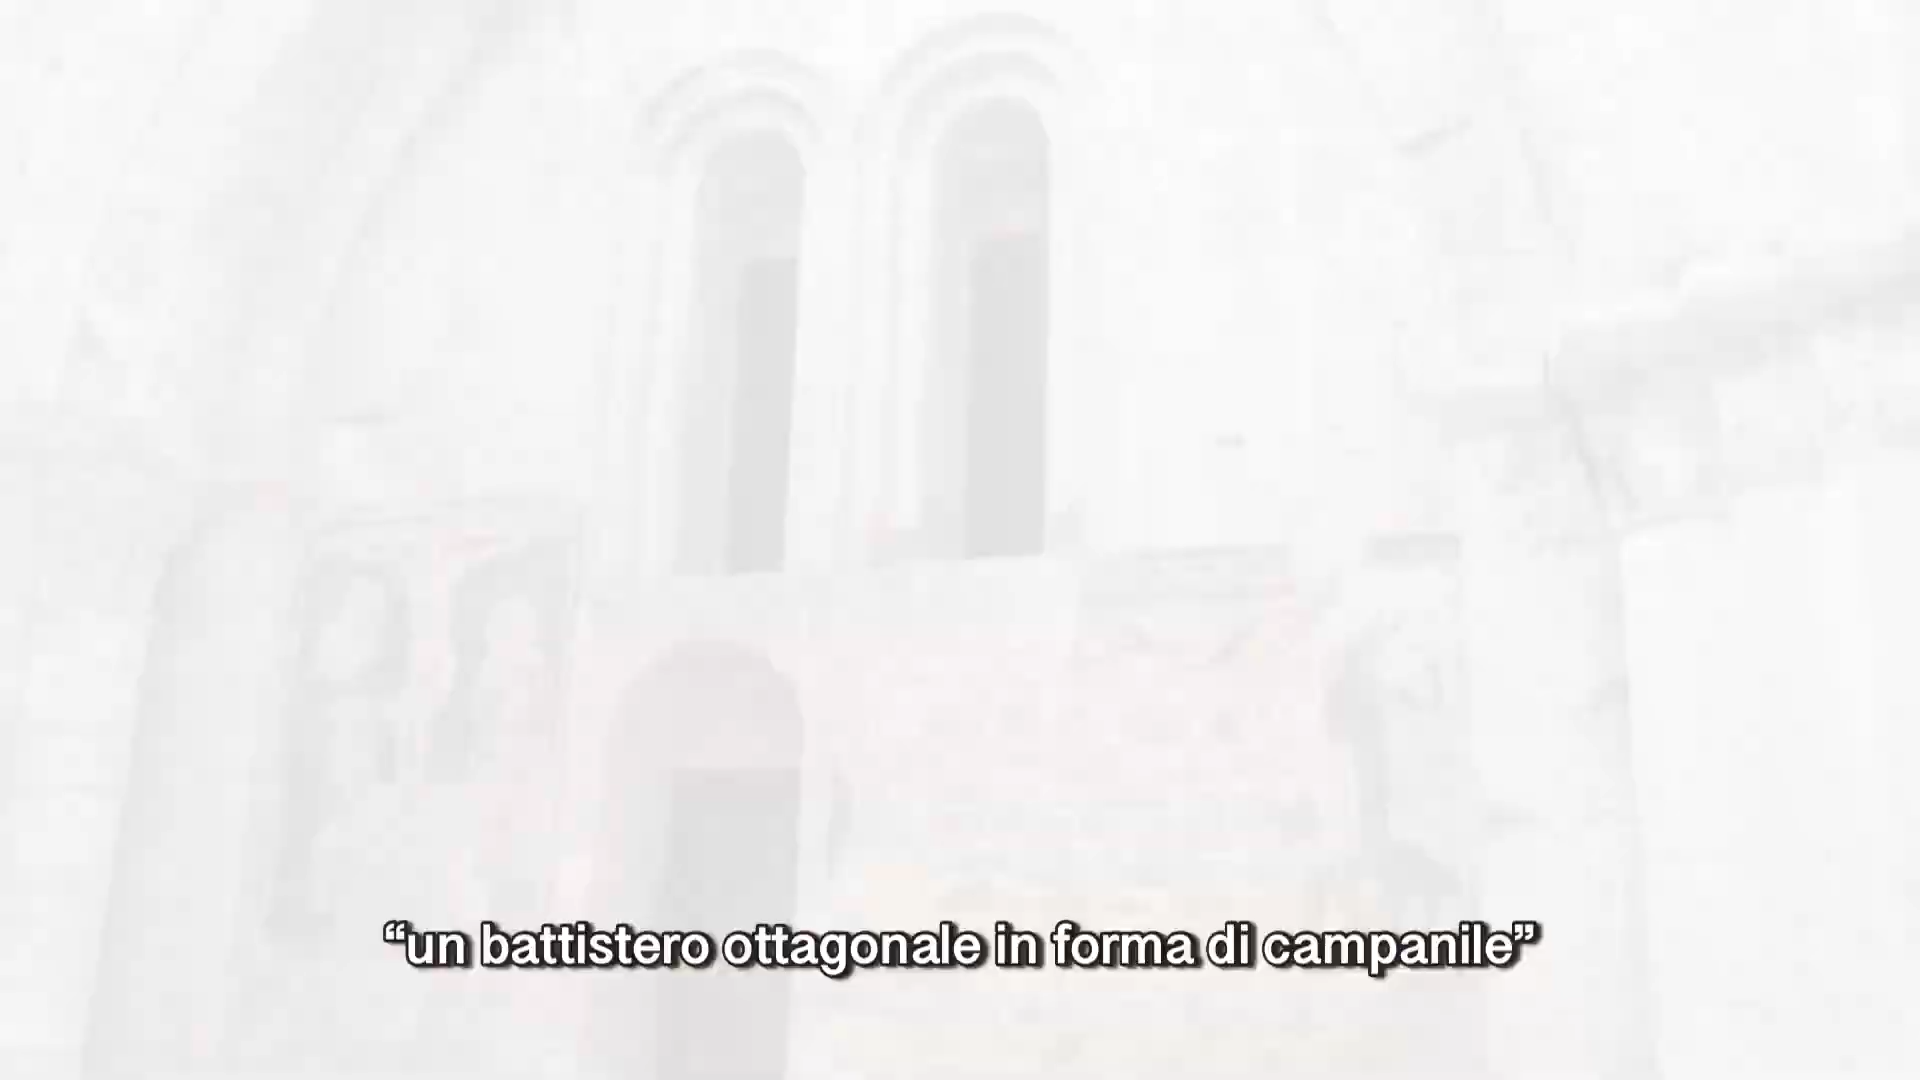 “un battistero ottagonale in forma di campanile”